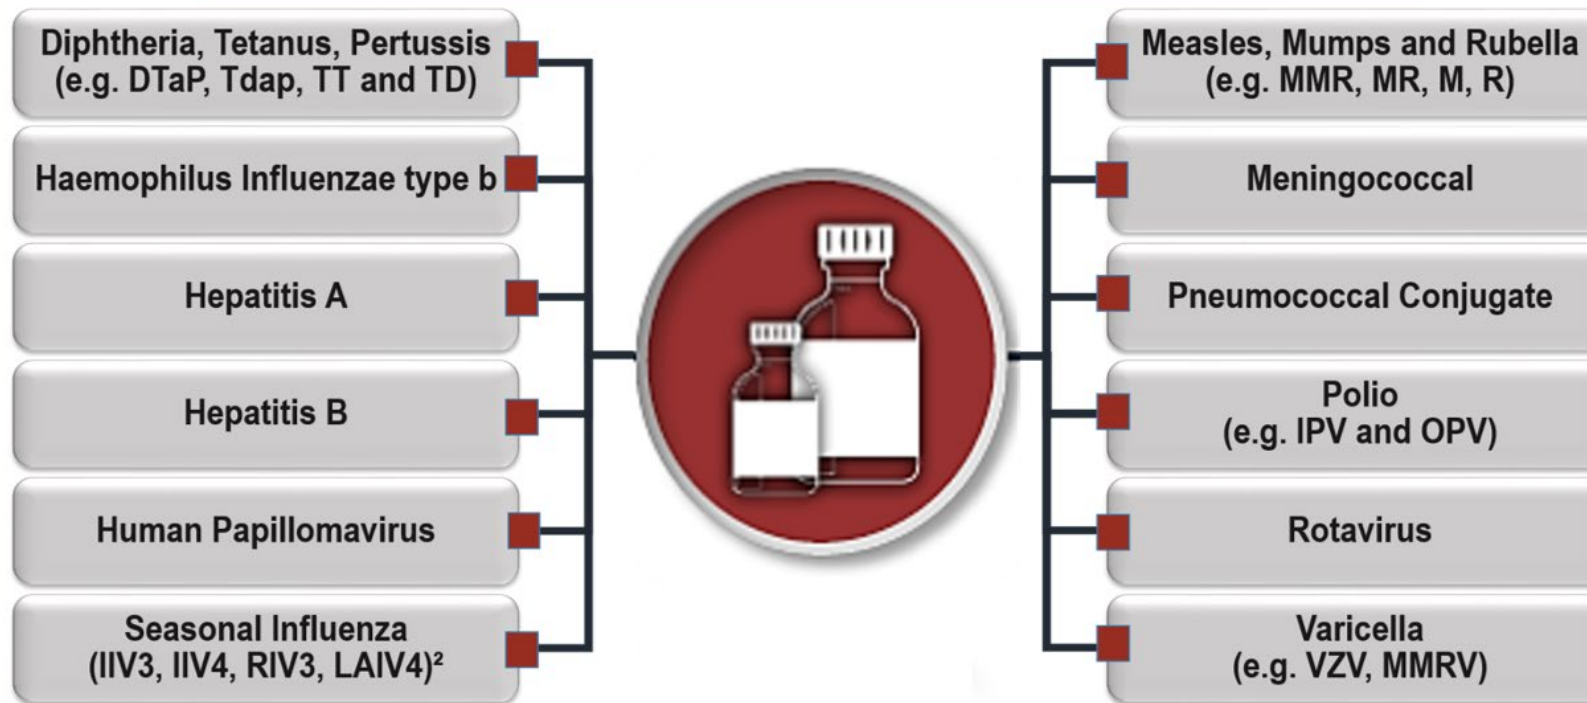 Diphtheria, Tetanus, Pertussis
(e.g. DTaP, Tdap, TT and TD)
Haemophilus Influenzae type b
Hepatitis A
Hepatitis B
Human Papillomavirus
Seasonal Influenza
(IIV3, IIV4, RIV3, LAIV4)²
Measles, Mumps and Rubella
(e.g. MMR, MR, M, R)
Meningococcal
Pneumococcal Conjugate
Polio
(e.g. IPV and OPV)
Rotavirus
Varicella
(e.g. VZV, MMRV)